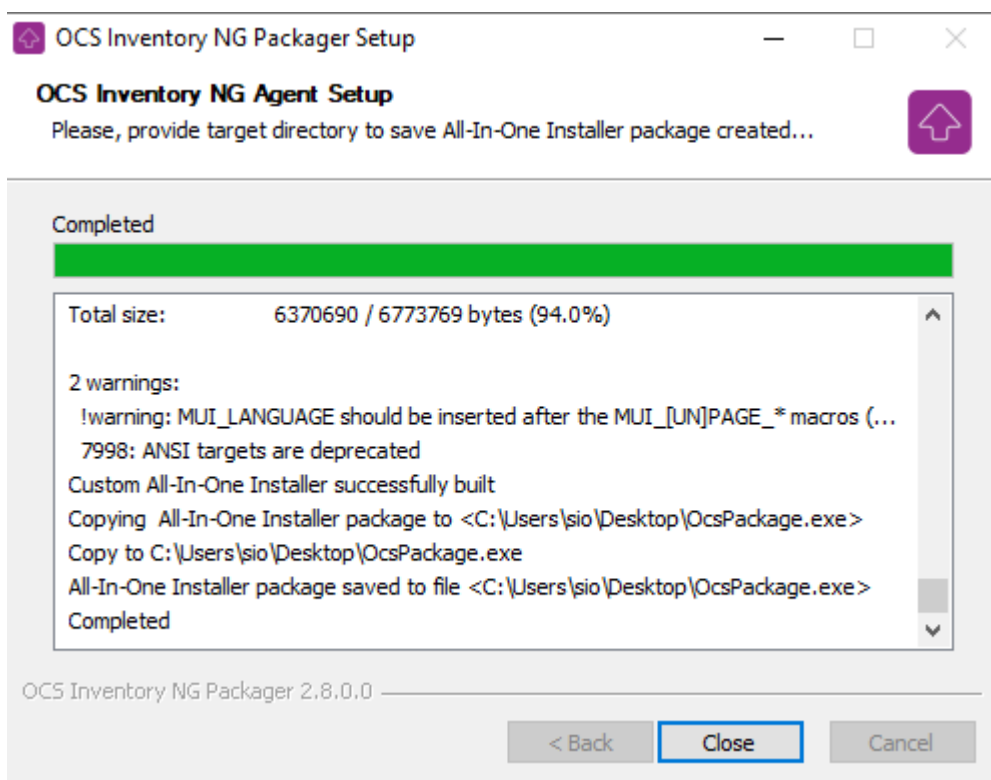 OCS Inventory NG Packager Setup
OCS Inventory NG Agent Setup
Please, provide target directory to save All-In-One Installer package created...
Completed
Total size: 6370690 / 6773769 bytes (94.0%)
2 warnings:
!warning: MUI_LANGUAGE should be inserted after the MUI_[UN]PAGE_* macros (...
7998: ANSI targets are deprecated
Custom All-In-One Installer successfully built
Copying  All-In-One Installer package to <C:\Users\sio\Desktop\OcsPackage.exe>
Copy to C:\Users\sio\Desktop\OcsPackage.exe
All-In-One Installer package saved to file <C:\Users\sio\Desktop\OcsPackage.exe>
Completed
OCS Inventory NG Packager 2.8.0.0
< Back Close Cancel